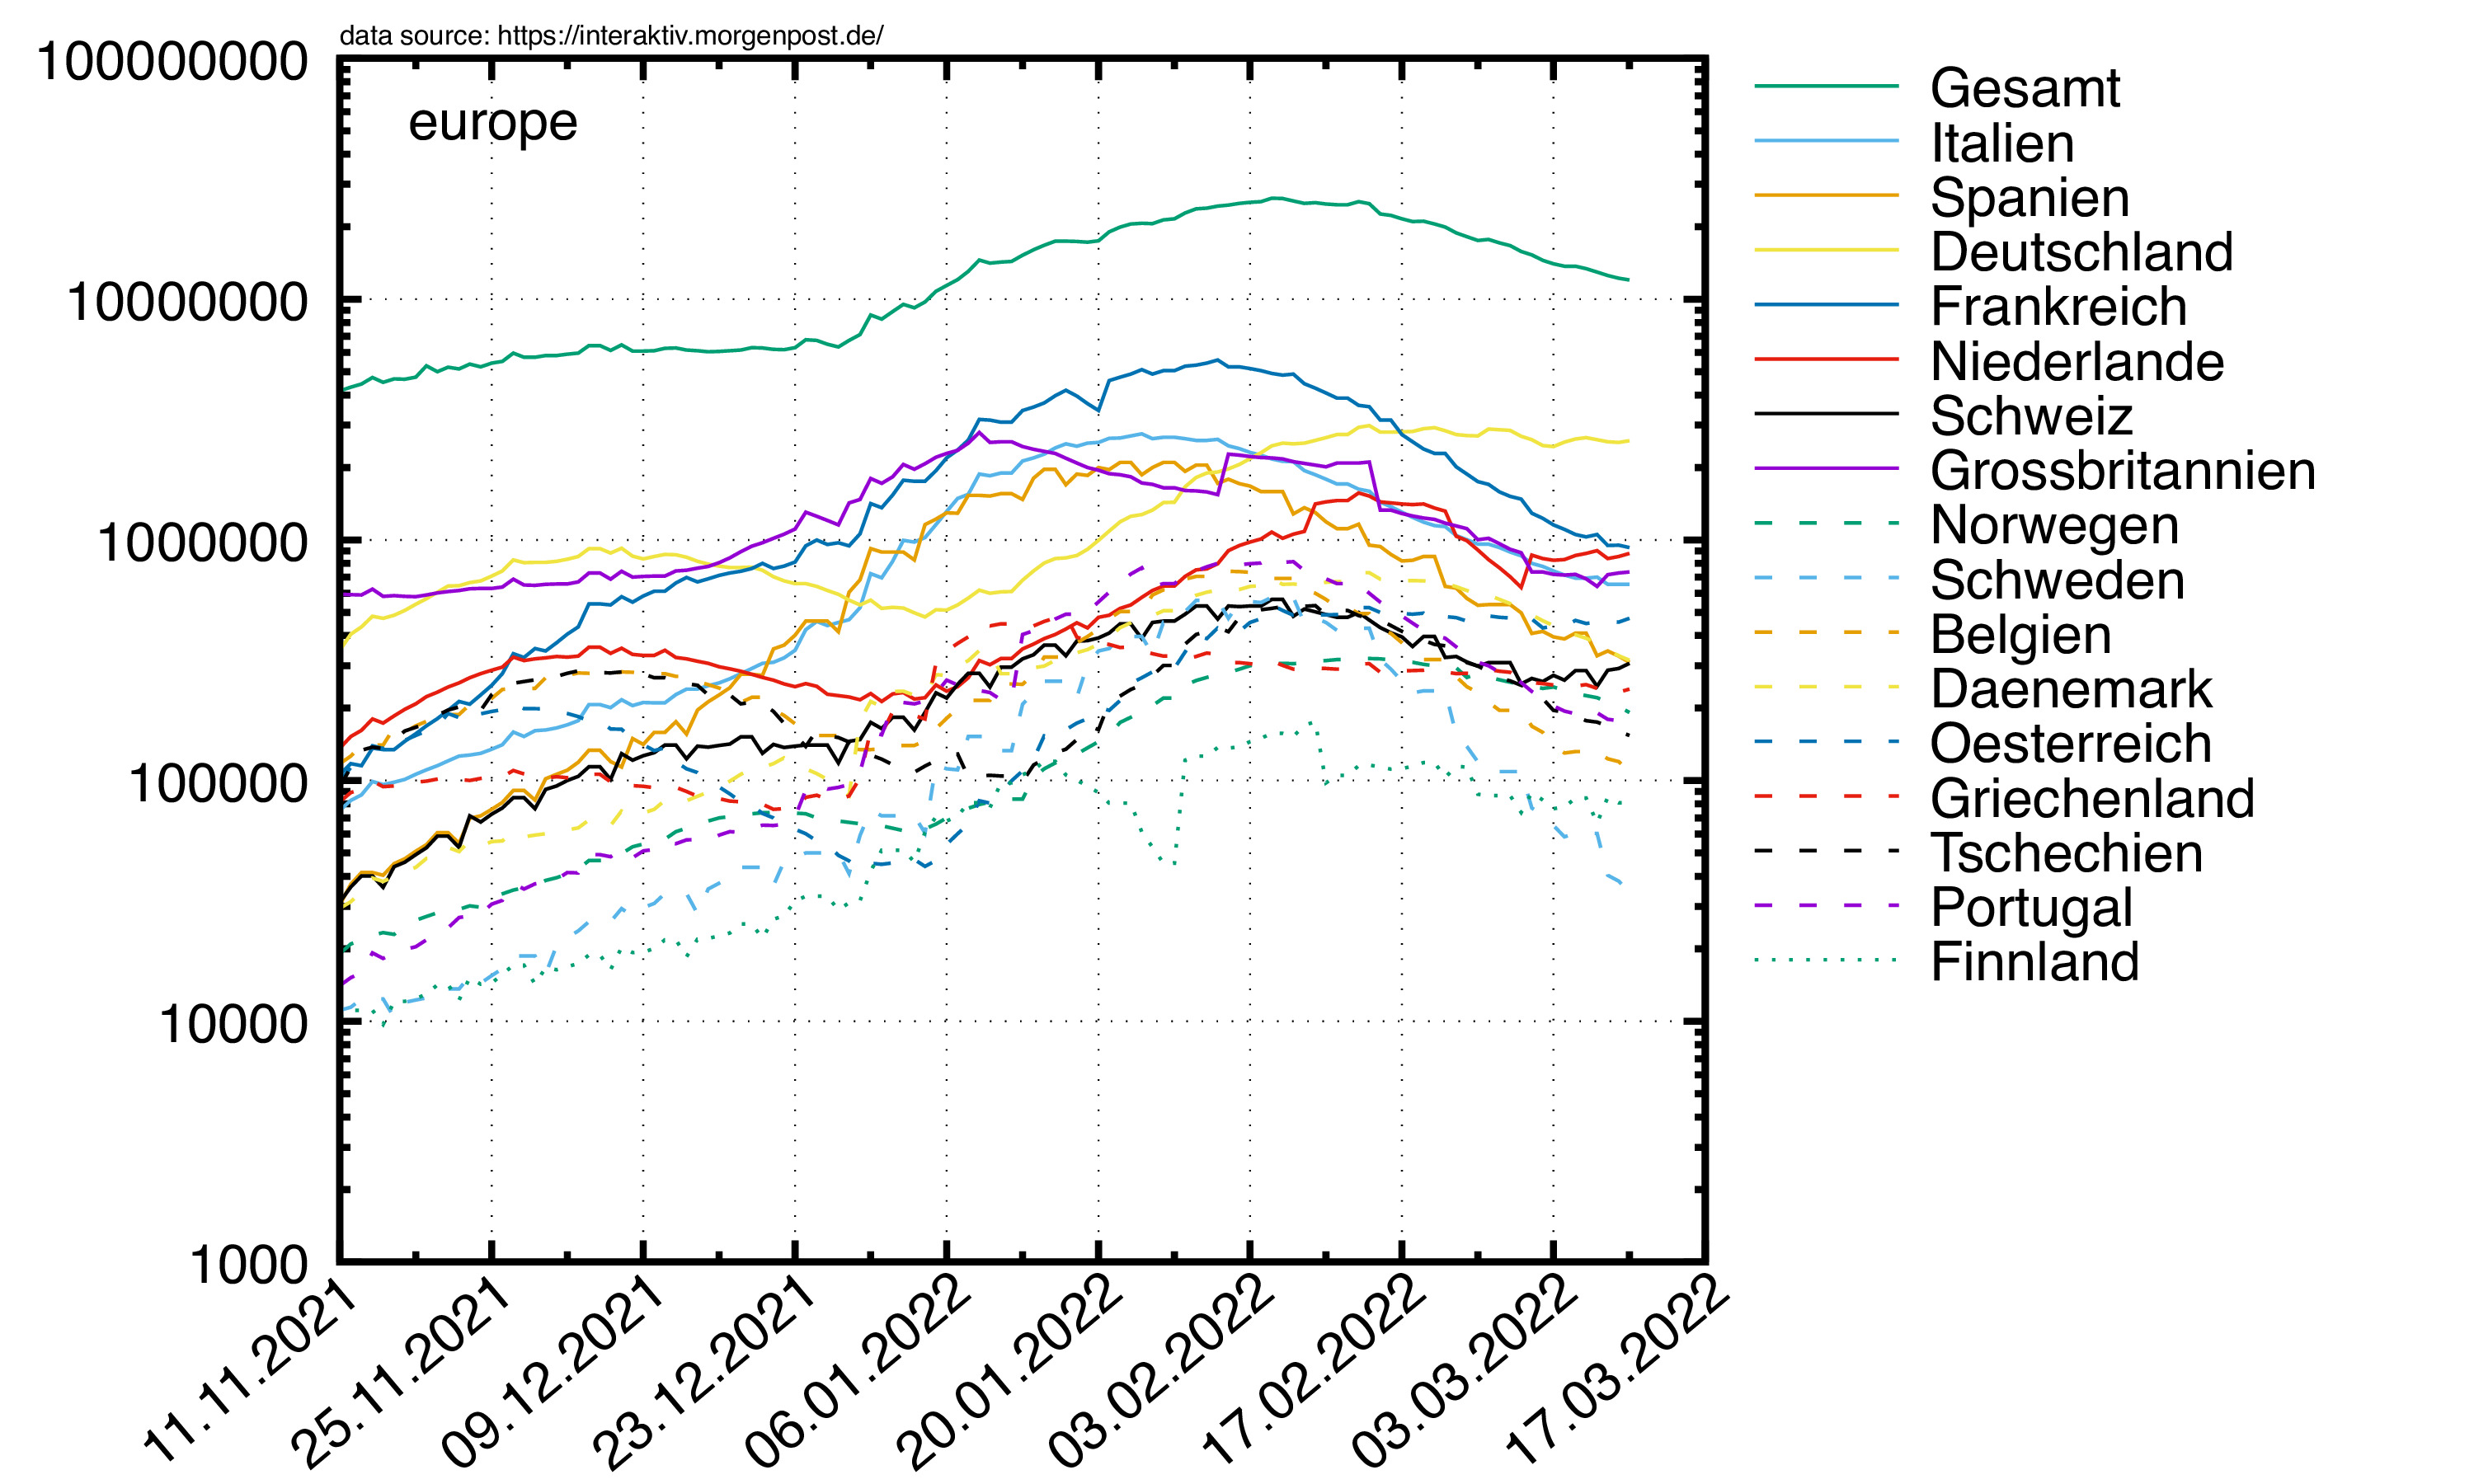 data source: https://interaktiv.morgenpost.de/
europe
100000000
10000000
1000000
100000
10000
1000
11.11.2021
25.11.2021
09.12.2021
23.12.2021
06.01.2022
20.01.2022
03.02.2022
17.02.2022
03.03.2022
17.03.2022
Gesamt
Italien
Spanien
Deutschland
Frankreich
Niederlande
Schweiz
Grossbritannien
Norwegen
Schweden
Belgien
Daenemark
Oesterreich
Griechenland
Tschechien
Portugal
Finnland